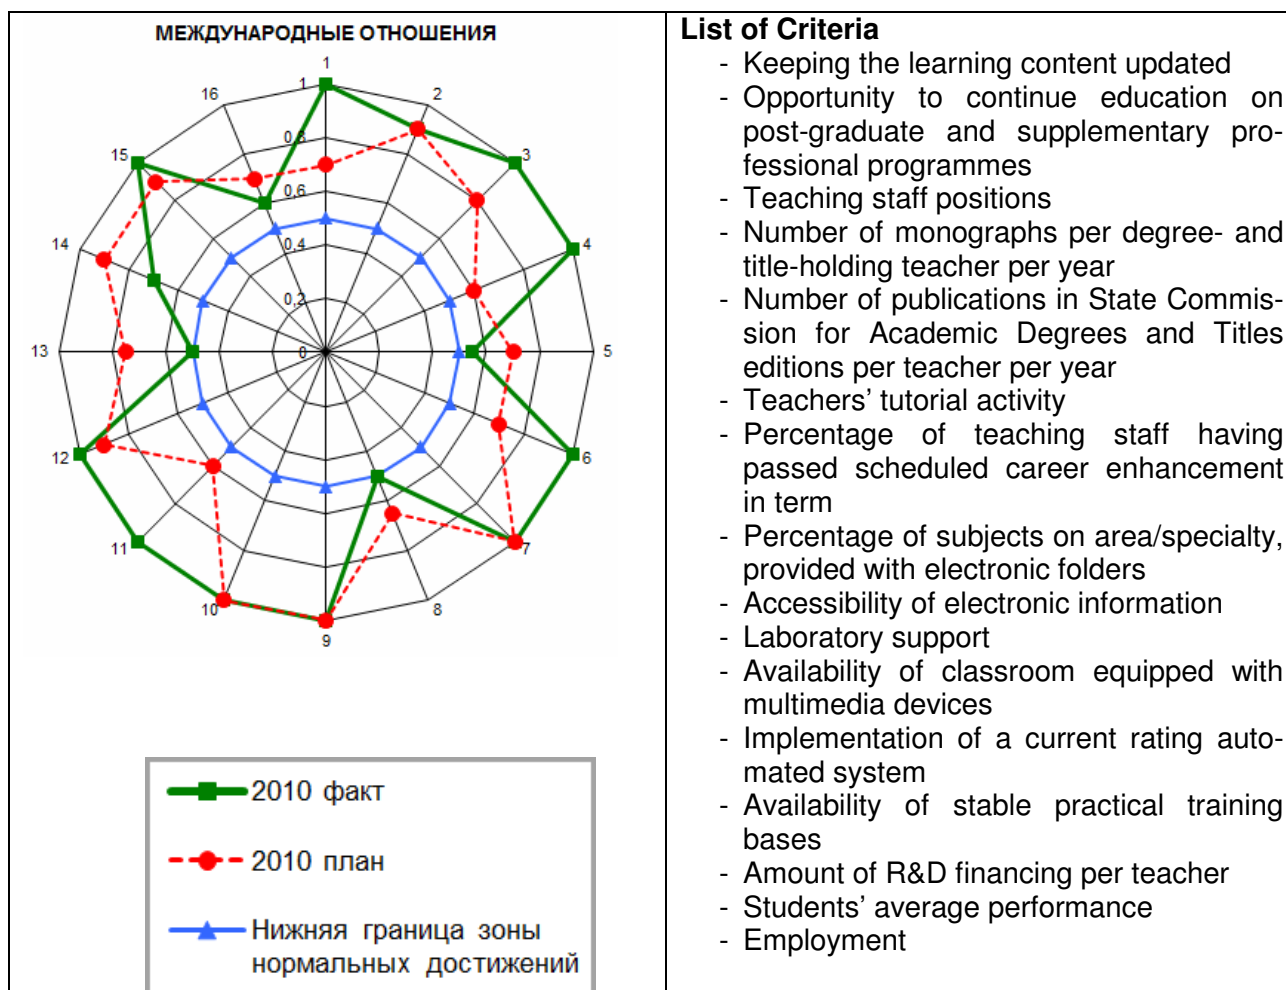 МЕЖДУНАРОДНЫЕ ОТНОШЕНИЯ
1
2
3
4
5
6
7
8
9
10
11
12
13
14
15
16
1
0,8
0,6
0,4
0,2
0
2010 факт
2010 план
Нижняя граница зоны
нормальных достижений
List of Criteria
- Keeping the learning content updated
- Opportunity to continue education on
post-graduate and supplementary pro-
fessional programmes
- Teaching staff positions
- Number of monographs per degree- and
title-holding teacher per year
- Number of publications in State Commis-
sion for Academic Degrees and Titles
editions per teacher per year
- Teachers’ tutorial activity
- Percentage of teaching staff having
passed scheduled career enhancement
in term
- Percentage of subjects on area/specialty,
provided with electronic folders
- Accessibility of electronic information
- Laboratory support
- Availability of classroom equipped with
multimedia devices
- Implementation of a current rating auto-
mated system
- Availability of stable practical training
bases
- Amount of R&D financing per teacher
- Students’ average performance
- Employment